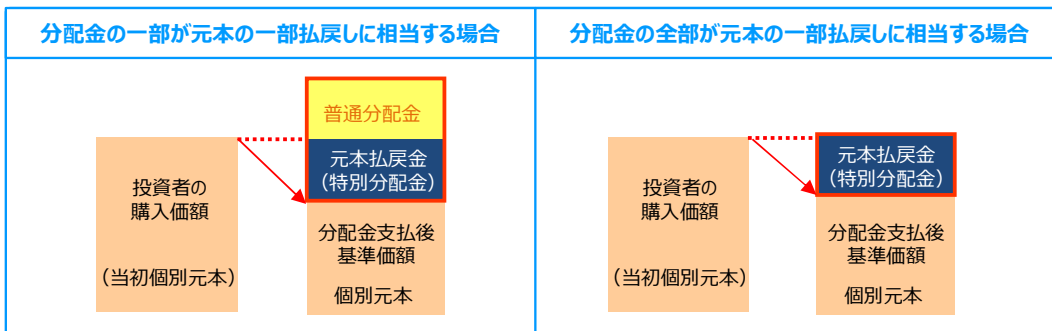 分配金の一部が元本の一部払戻しに相当する場合
分配金の全部が元本の一部払戻しに相当する場合
普通分配金
元本払戻金
（特別分配金）
投資者の
購入価額
（当初個別元本）
分配金支払後
基準価額
個別元本
元本払戻金
（特別分配金）
投資者の
購入価額
（当初個別元本）
分配金支払後
基準価額
個別元本